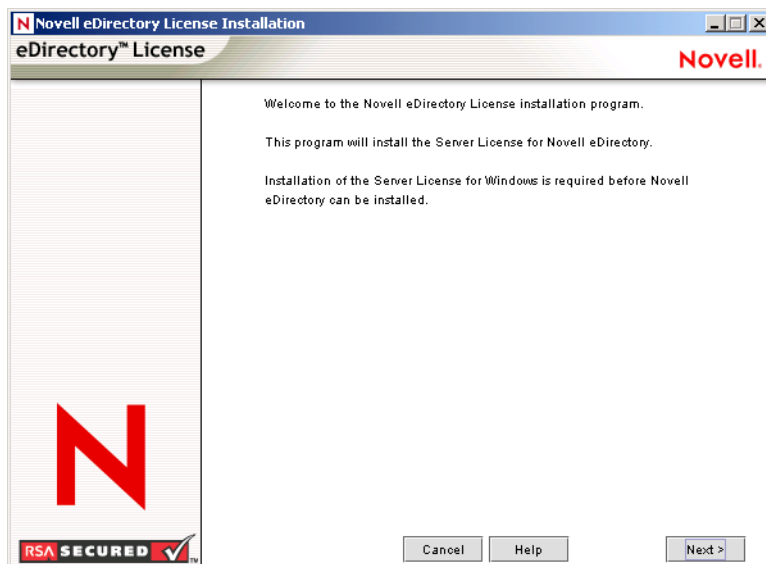 Novell eDirectory License Installation
eDirectory™ License
Novell.
Welcome to the Novell eDirectory License installation program.
This program will install the Server License for Novell eDirectory.
Installation of the Server License for Windows is required before Novell
eDirectory can be installed.
N
RSA SECURED ™
Cancel
Help
Next >